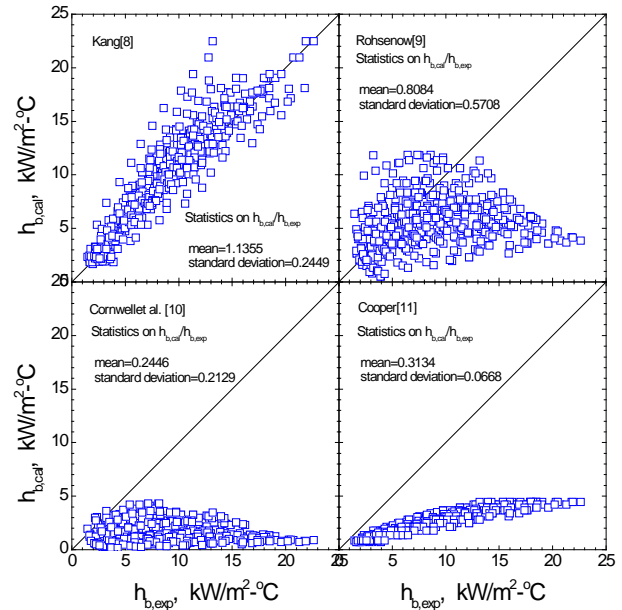 Kang[8]
Statistics on h_b,cal/h_b,exp
mean=1.1355
standard deviation=0.2449
Rohsenow[9]
Statistics on h_b,cal/h_b,exp
mean=0.8084
standard deviation=0.5708
25
20
15
10
5
h_b,cal, kW/m²-°C
Cornwellet al. [10]
Statistics on h_b,cal/h_b,exp
mean=0.2446
standard deviation=0.2129
Cooper[11]
Statistics on h_b,cal/h_b,exp
mean=0.3134
standard deviation=0.0668
20
15
10
5
0
h_b,cal, kW/m²-°C
0 5 10 15 20
5 10 15 20 25
h_b,exp, kW/m²-°C
h_b,exp, kW/m²-°C